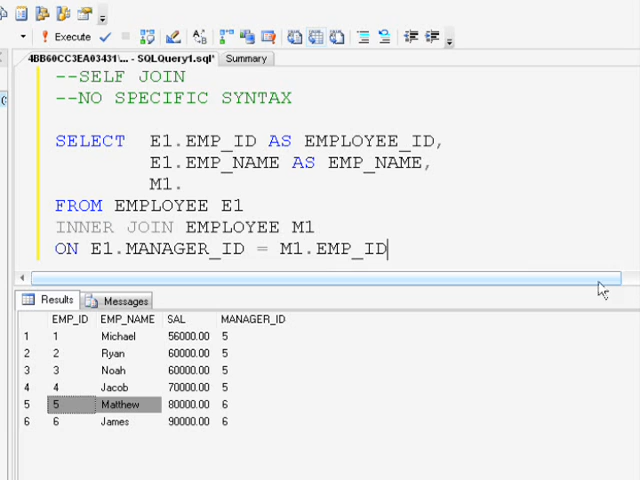 Execute
4BB60CC3EA03431\... - SQLQuery1.sql* Summary
--SELF JOIN
--NO SPECIFIC SYNTAX
SELECT E1.EMP_ID AS EMPLOYEE_ID,
E1.EMP_NAME AS EMP_NAME,
M1.
FROM EMPLOYEE E1
INNER JOIN EMPLOYEE M1
ON E1.MANAGER_ID = M1.EMP_ID
Results Messages
EMP_ID EMP_NAME SAL MANAGER_ID
1 1 Michael 56000.00 5
2 2 Ryan 60000.00 5
3 3 Noah 60000.00 5
4 4 Jacob 70000.00 5
5 5 Matthew 80000.00 6
6 6 James 90000.00 6